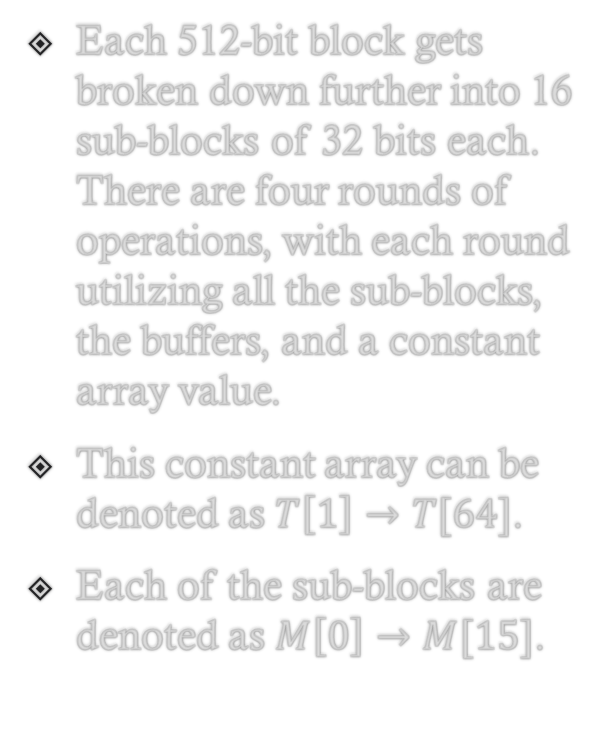 Each 512-bit block gets
broken down further into 16
sub-blocks of 32 bits each.
There are four rounds of
operations, with each round
utilizing all the sub-blocks,
the buffers, and a constant
array value.
This constant array can be
denoted as T[1] → T[64].
Each of the sub-blocks are
denoted as M[0] → M[15].